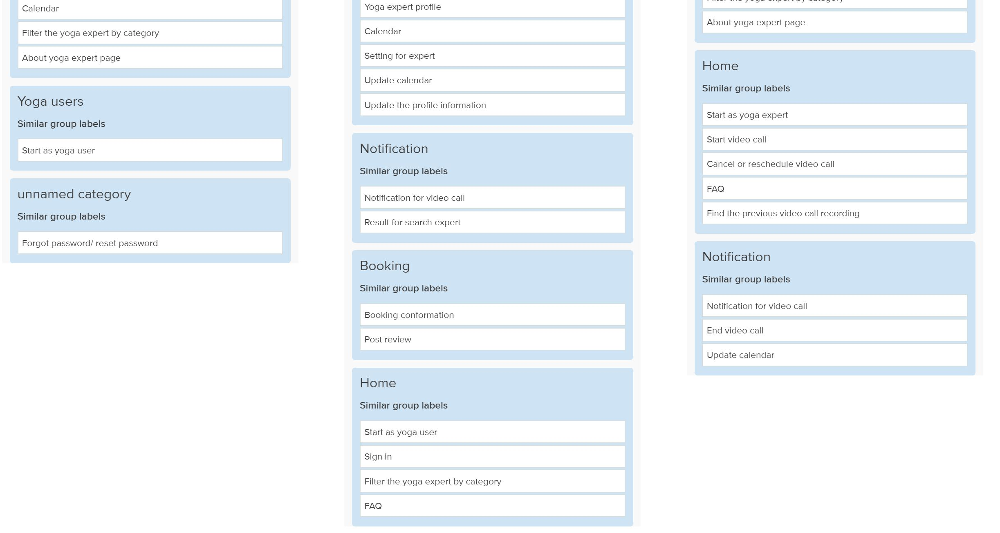 Calendar
Filter the yoga expert by category
About yoga expert page
Yoga users
Similar group labels
Start as yoga user
unnamed category
Similar group labels
Forgot password/ reset password
Yoga expert profile
Calendar
Setting for expert
Update calendar
Update the profile information
Notification
Similar group labels
Notification for video call
Result for search expert
Booking
Similar group labels
Booking conformation
Post review
Home
Similar group labels
Start as yoga user
Sign in
Filter the yoga expert by category
FAQ
Filter the yoga expert by category
About yoga expert page
Home
Similar group labels
Start as yoga expert
Start video call
Cancel or reschedule video call
FAQ
Find the previous video call recording
Notification
Similar group labels
Notification for video call
End video call
Update calendar